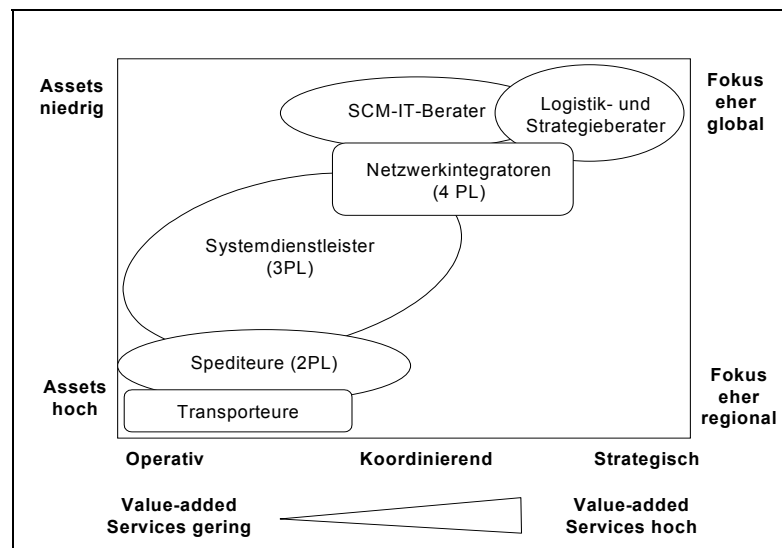 Assets
niedrig
SCM-IT-Berater
Logistik- und
Strategieberater
Fokus
eher
global
Netzwerkintegratoren
(4 PL)
Systemdienstleister
(3PL)
Spediteure (2PL)
Assets
hoch
Transporteure
Fokus
eher
regional
Operativ
Koordinierend
Strategisch
Value-added
Services gering
Value-added
Services hoch